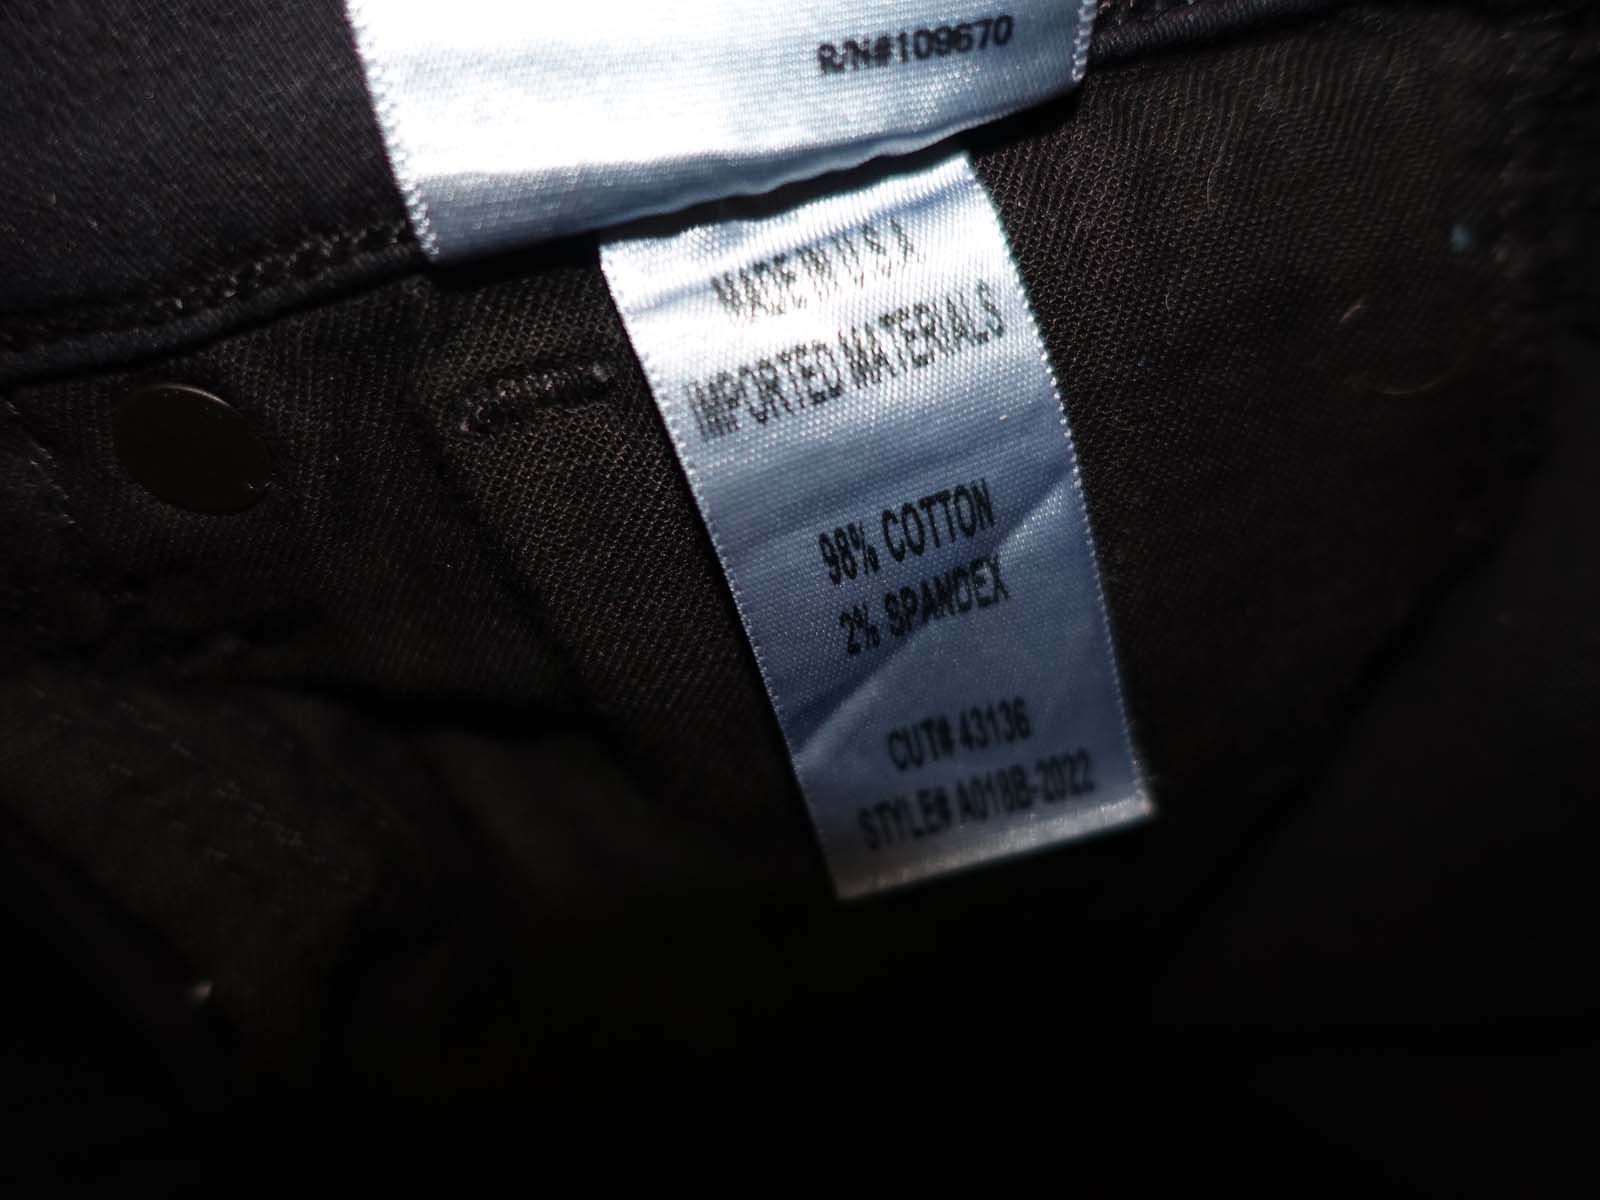 R/N#109670
MADE IN U.S.A
IMPORTED MATERIALS
98% COTTON
2% SPANDEX
CUT# 43136
STYLE# A018B-2022